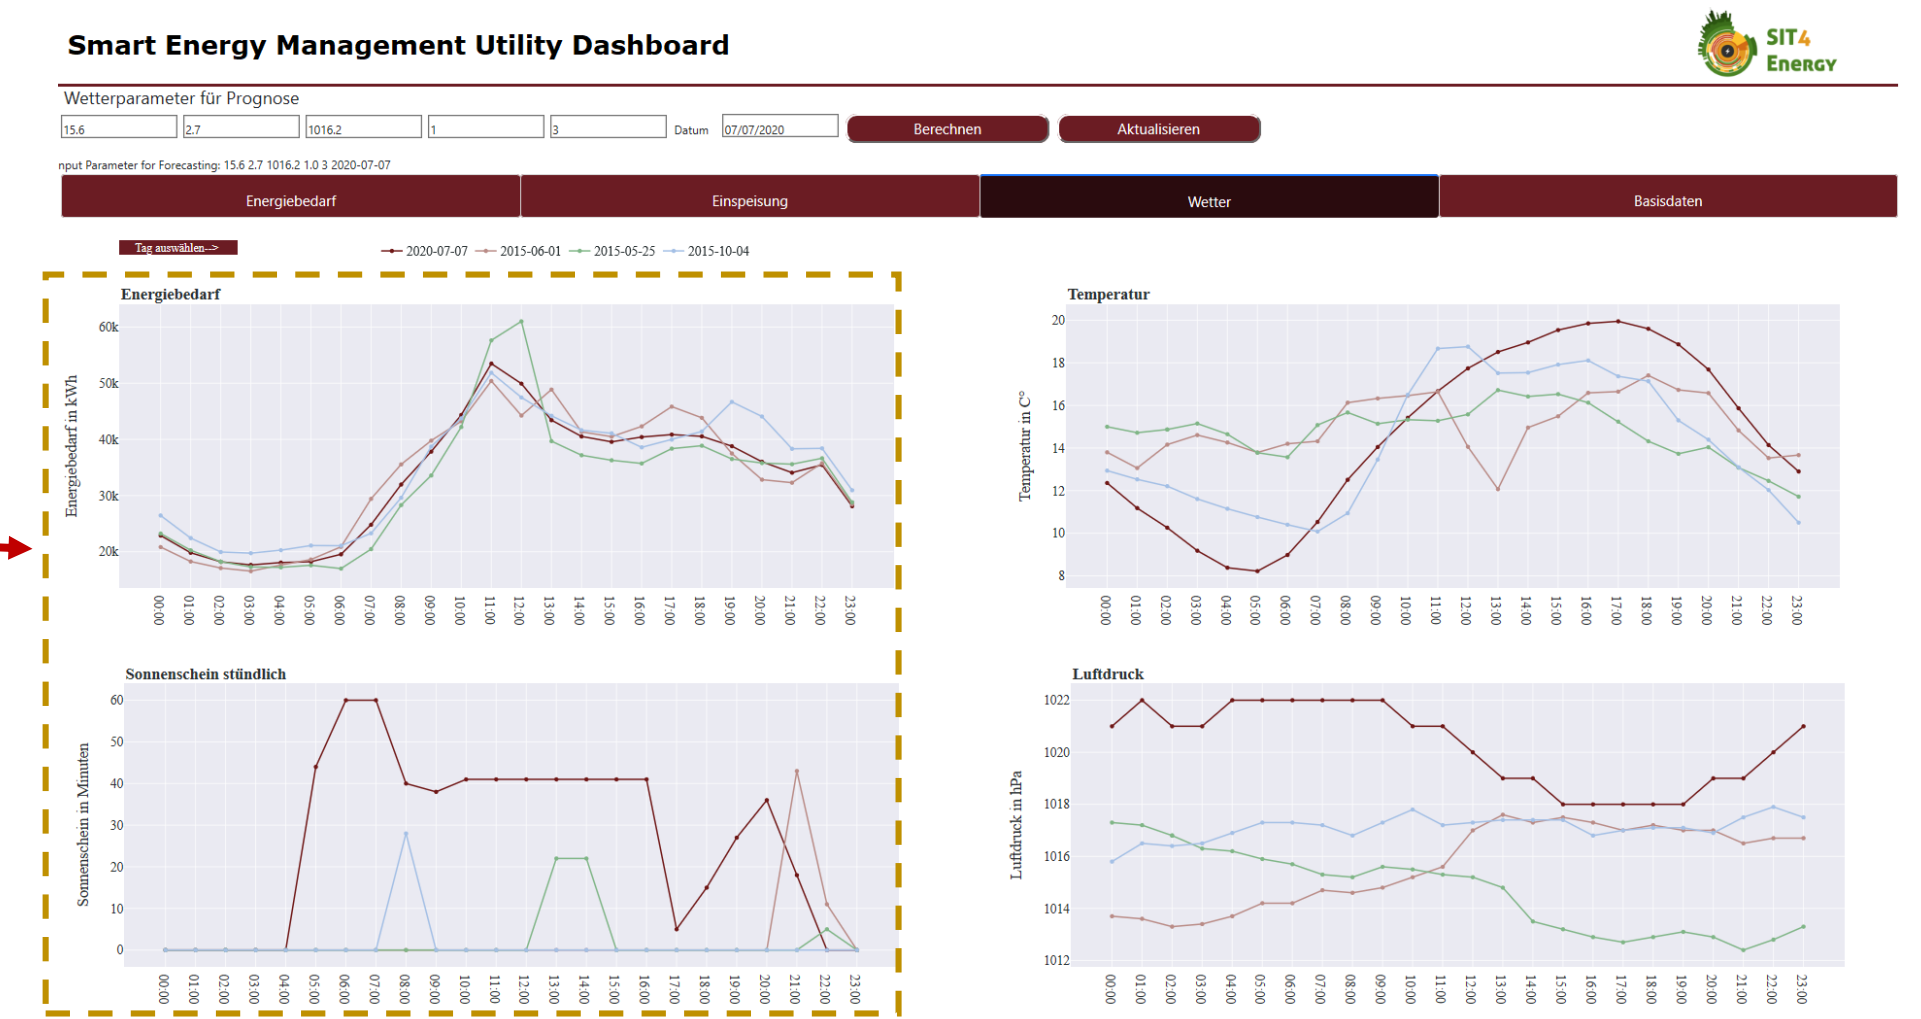 Smart Energy Management Utility Dashboard
SIT4
Energy
Wetterparameter für Prognose
15.6 2.7 1016.2 1 3 Datum 07/07/2020 Berechnen Aktualisieren
nput Parameter for Forecasting: 15.6 2.7 1016.2 1.0 3 2020-07-07
Energiebedarf Einspeisung Wetter Basisdaten
Tag auswählen-->
2020-07-07 2015-06-01 2015-05-25 2015-10-04
Energiebedarf
Energiebedarf in kWh
60k
50k
40k
30k
20k
00:00 01:00 02:00 03:00 04:00 05:00 06:00 07:00 08:00 09:00 10:00 11:00 12:00 13:00 14:00 15:00 16:00 17:00 18:00 19:00 20:00 21:00 22:00 23:00
Temperatur
Temperatur in C°
20
18
16
14
12
10
8
00:00 01:00 02:00 03:00 04:00 05:00 06:00 07:00 08:00 09:00 10:00 11:00 12:00 13:00 14:00 15:00 16:00 17:00 18:00 19:00 20:00 21:00 22:00 23:00
Sonnenschein stündlich
Sonnenschein in Minuten
60
50
40
30
20
10
0
00:00 01:00 02:00 03:00 04:00 05:00 06:00 07:00 08:00 09:00 10:00 11:00 12:00 13:00 14:00 15:00 16:00 17:00 18:00 19:00 20:00 21:00 22:00 23:00
Luftdruck
Luftdruck in hPa
1022
1020
1018
1016
1014
1012
00:00 01:00 02:00 03:00 04:00 05:00 06:00 07:00 08:00 09:00 10:00 11:00 12:00 13:00 14:00 15:00 16:00 17:00 18:00 19:00 20:00 21:00 22:00 23:00